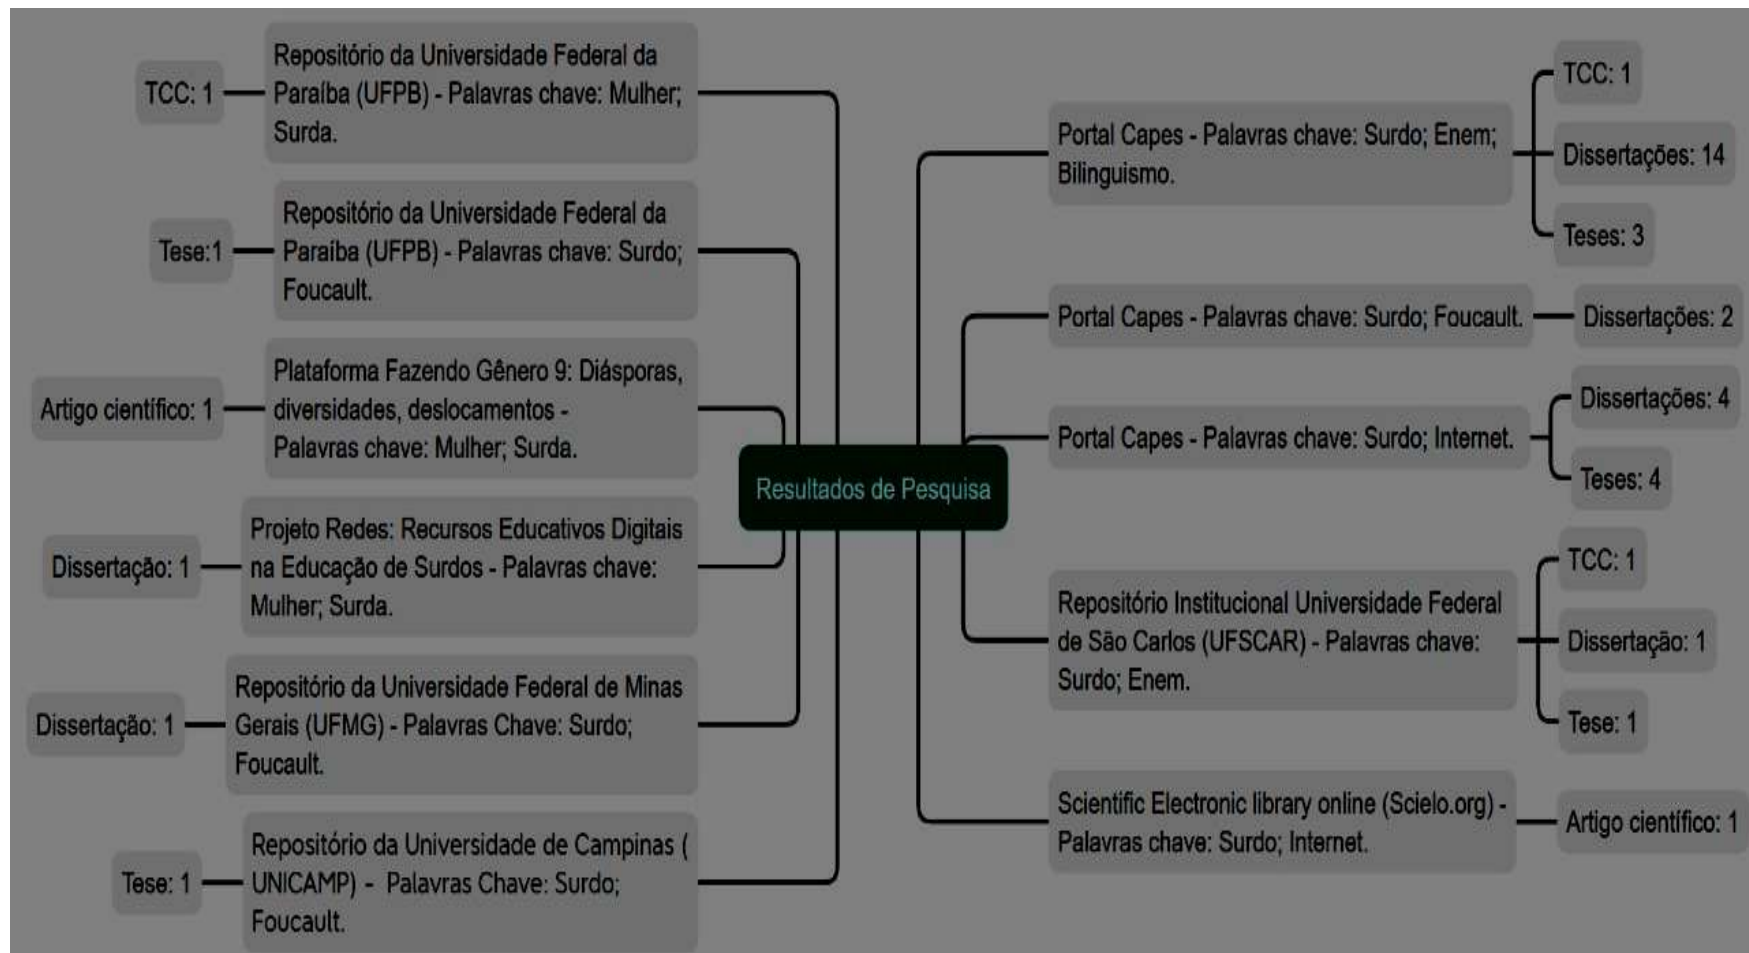 TCC: 1
Repositório da Universidade Federal da
Paraíba (UFPB) - Palavras chave: Mulher;
Surda.
Tese:1
Repositório da Universidade Federal da
Paraíba (UFPB) - Palavras chave: Surdo;
Foucault.
Artigo científico: 1
Plataforma Fazendo Gênero 9: Diásporas,
diversidades, deslocamentos -
Palavras chave: Mulher; Surda.
Dissertação: 1
Projeto Redes: Recursos Educativos Digitais
na Educação de Surdos - Palavras chave:
Mulher; Surda.
Dissertação: 1
Repositório da Universidade Federal de Minas
Gerais (UFMG) - Palavras Chave: Surdo;
Foucault.
Tese: 1
Repositório da Universidade de Campinas (
UNICAMP) - Palavras Chave: Surdo;
Foucault.
Resultados de Pesquisa
Portal Capes - Palavras chave: Surdo; Enem;
Bilinguismo.
TCC: 1
Dissertações: 14
Teses: 3
Portal Capes - Palavras chave: Surdo; Foucault.
Dissertações: 2
Portal Capes - Palavras chave: Surdo; Internet.
Dissertações: 4
Teses: 4
Repositório Institucional Universidade Federal
de São Carlos (UFSCAR) - Palavras chave:
Surdo; Enem.
TCC: 1
Dissertação: 1
Tese: 1
Scientific Electronic library online (Scielo.org) -
Palavras chave: Surdo; Internet.
Artigo científico: 1